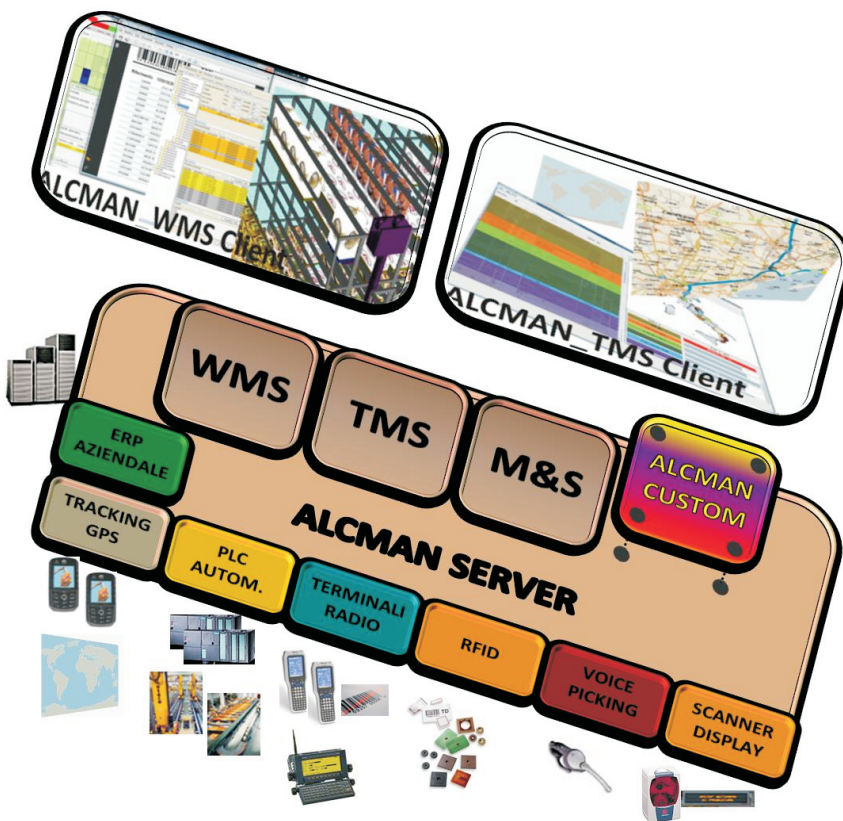 ALCMAN_WMS Client
ALCMAN_TMS Client
WMS
TMS
M&S
ALCMAN
CUSTOM
ERP
AZIENDALE
TRACKING
GPS
ALCMAN SERVER
PLC
AUTOM.
TERMINALI
RADIO
RFID
VOICE
PICKING
SCANNER
DISPLAY